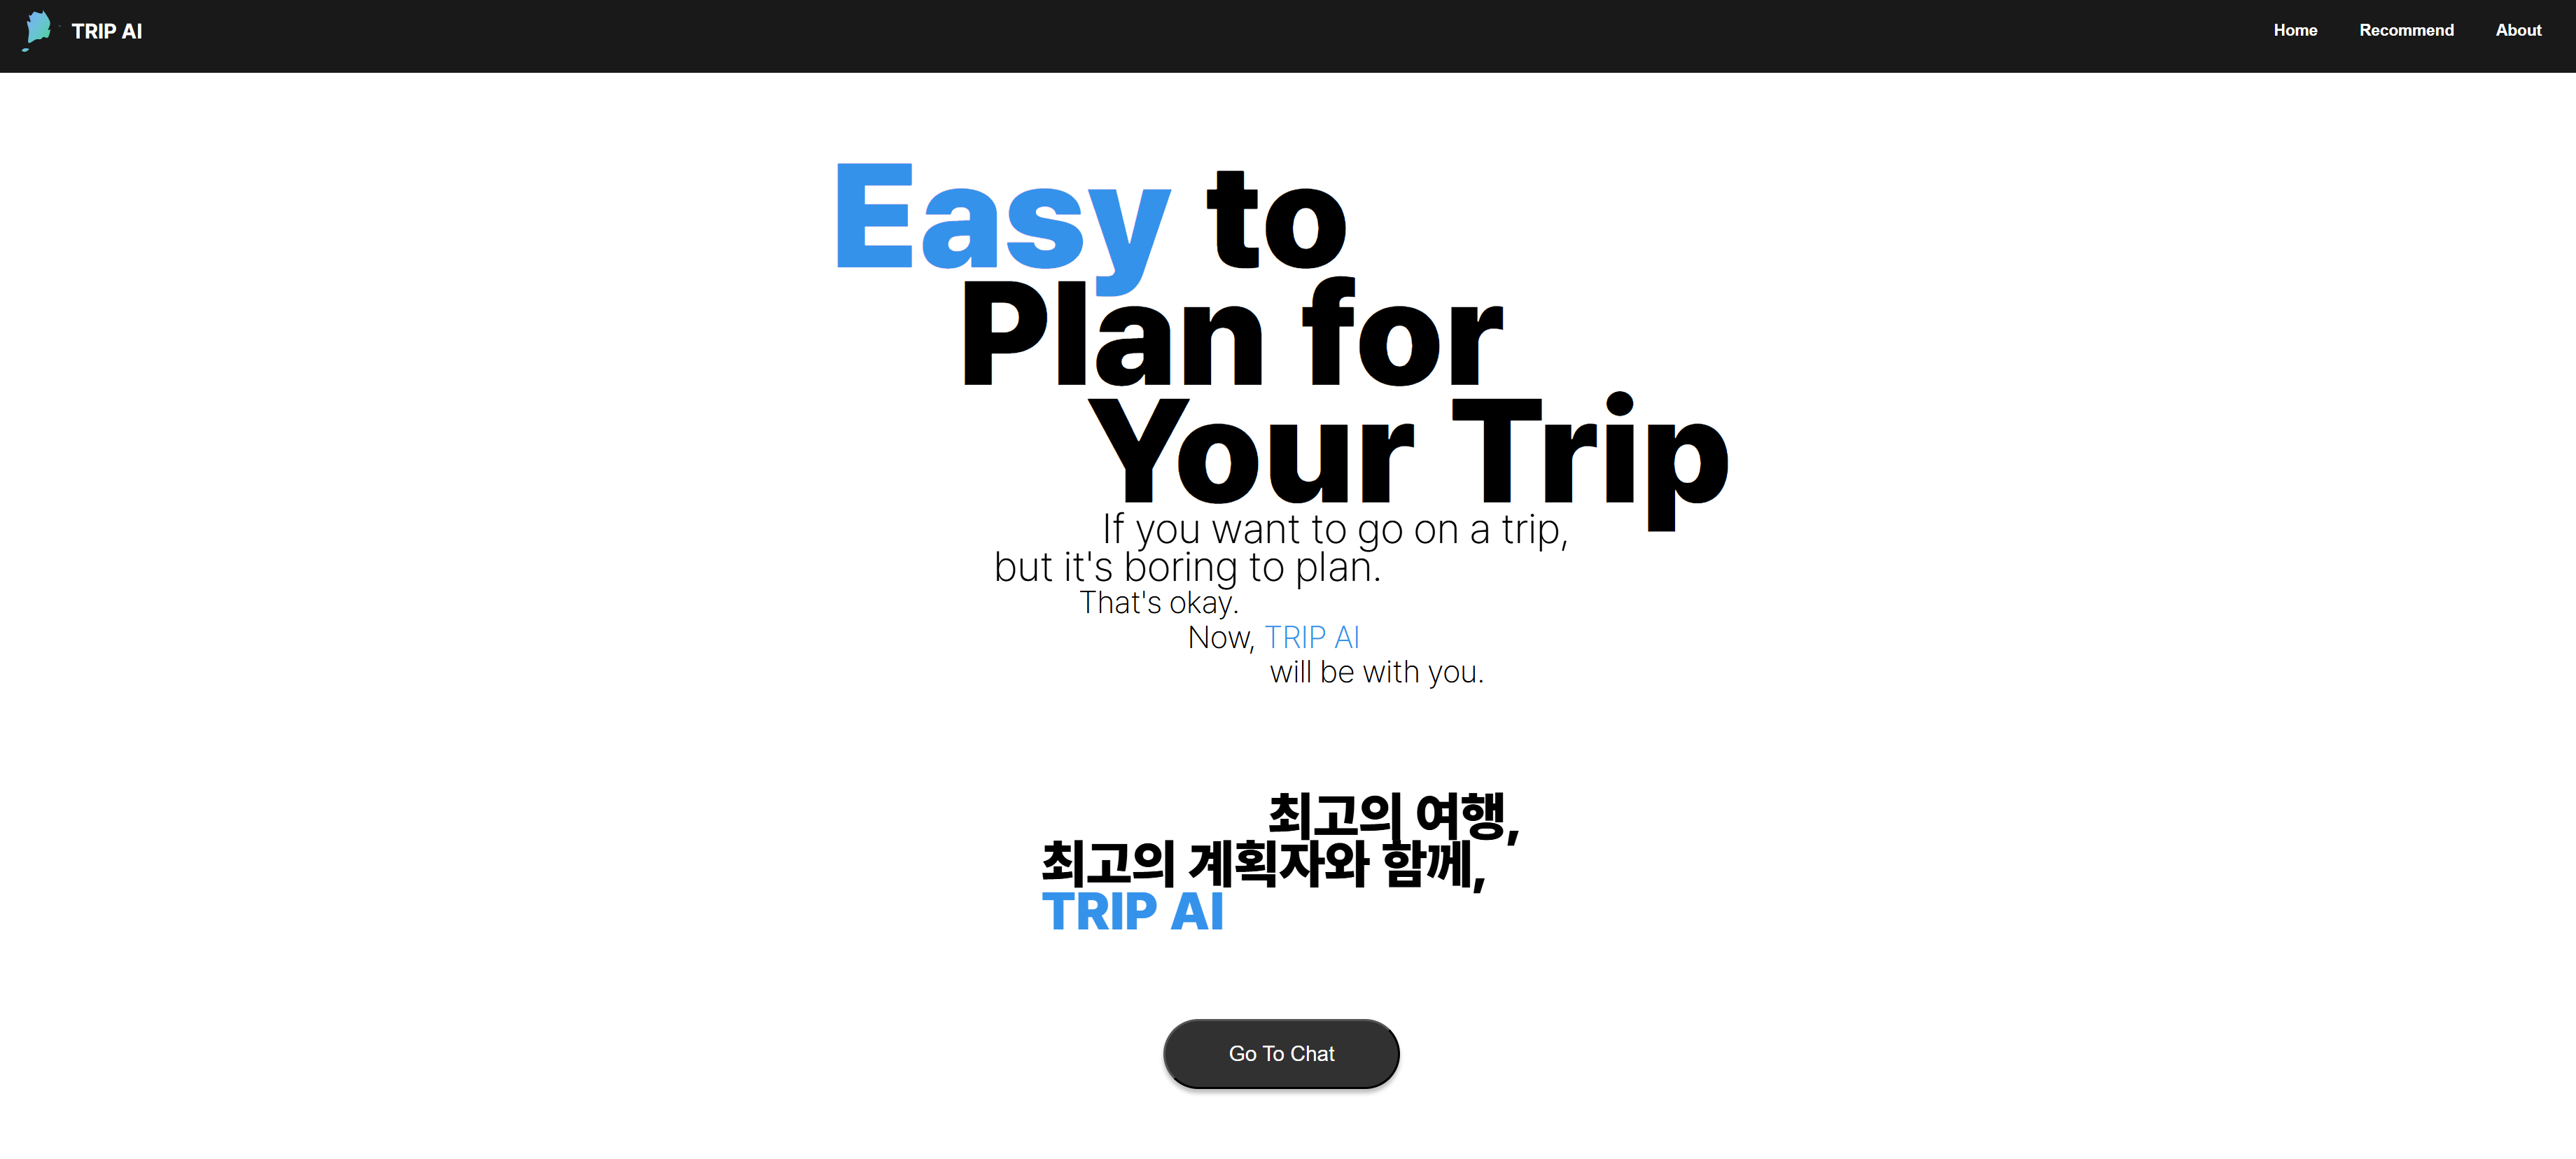 TRIP AI
Home Recommend About
Easy to
Plan for
Your Trip
If you want to go on a trip,
but it's boring to plan.
That's okay.
Now, TRIP AI
will be with you.
최고의 여행,
최고의 계획자와 함께,
TRIP AI
Go To Chat